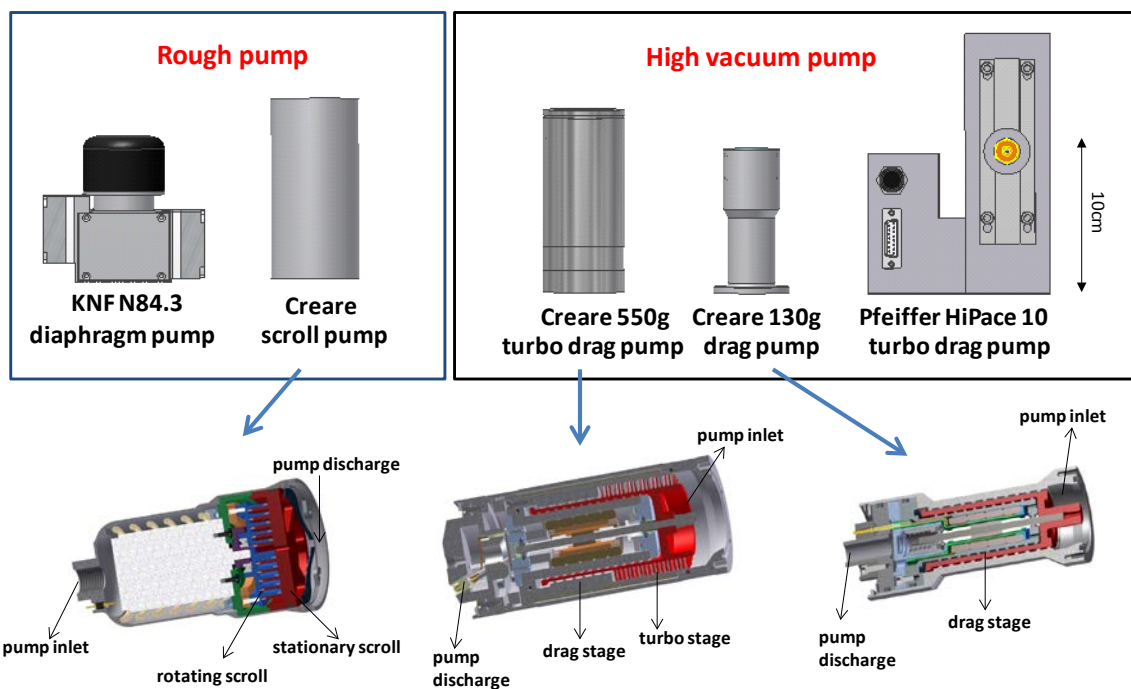 Rough pump
High vacuum pump
10cm
KNF N84.3
diaphragm pump
Creare
scroll pump
Creare 550g
turbo drag pump
Creare 130g
drag pump
Pfeiffer HiPace 10
turbo drag pump
pump discharge
pump inlet
rotating scroll
stationary scroll
pump inlet
pump
discharge
drag stage
turbo stage
pump inlet
pump
discharge
drag stage